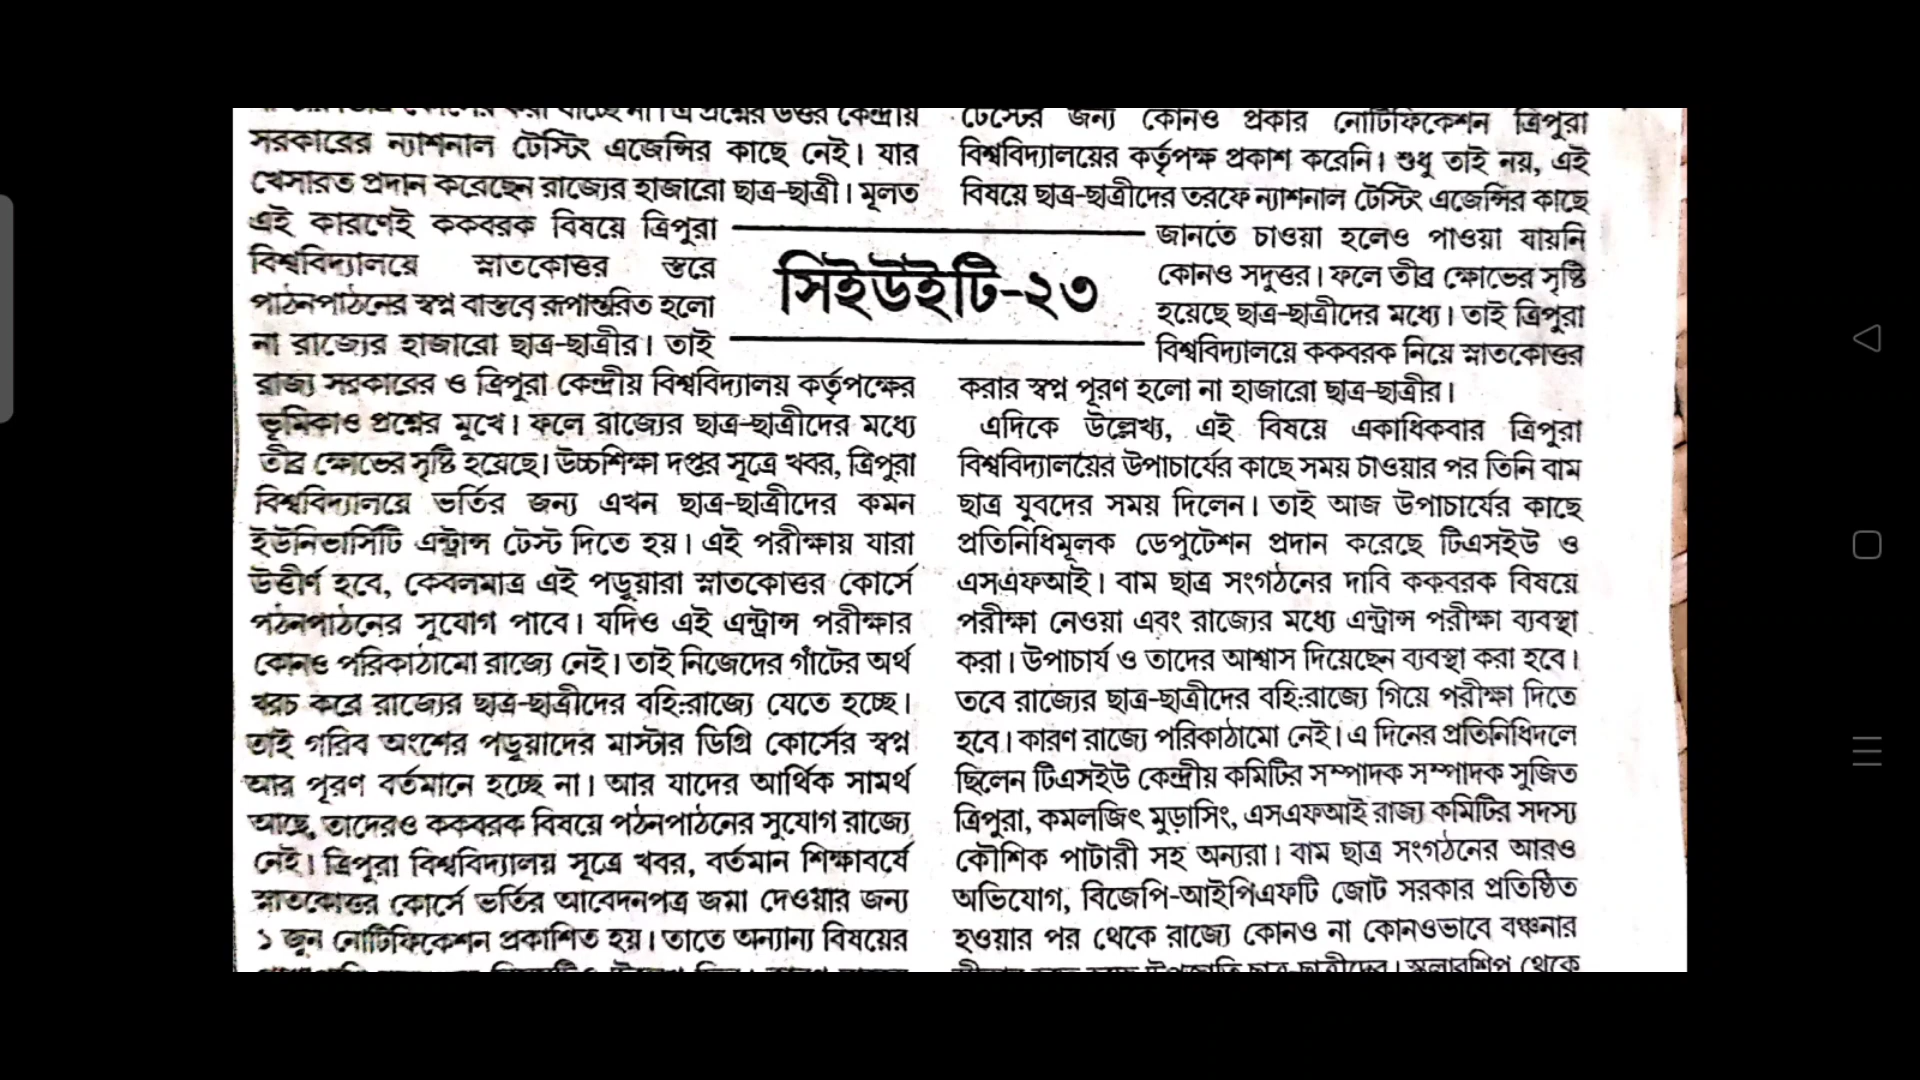 সরকারের ন্যাশনাল টেস্টিং এজেন্সির কাছে নেই। যার
খেসারত প্রদান করেছেন রাজ্যের হাজারো ছাত্র-ছাত্রী। মূলত
এই কারণেই ককবরক বিষয়ে ত্রিপুরা
বিশ্ববিদ্যালয়ে স্নাতকোত্তর স্তরে
পাঠনপাঠনের স্বপ্ন বাস্তবে রূপান্তরিত হলো
না রাজ্যের হাজারো ছাত্র-ছাত্রীর। তাই
রাজ্য সরকারের ও ত্রিপুরা কেন্দ্রীয় বিশ্ববিদ্যালয় কর্তৃপক্ষের
ভূমিকাও প্রশ্নের মুখে। ফলে রাজ্যের ছাত্র-ছাত্রীদের মধ্যে
তীব্র ক্ষোভের সৃষ্টি হয়েছে। উচ্চশিক্ষা দপ্তর সূত্রে খবর, ত্রিপুরা
বিশ্ববিদ্যালয়ে ভর্তির জন্য এখন ছাত্র-ছাত্রীদের কমন
ইউনিভার্সিটি এন্ট্রান্স টেস্ট দিতে হয়। এই পরীক্ষায় যারা
উত্তীর্ণ হবে, কেবলমাত্র এই পড়ুয়ারা স্নাতকোত্তর কোর্সে
পঠনপাঠনের সুযোগ পাবে। যদিও এই এন্ট্রান্স পরীক্ষার
কোনও পরিকাঠামো রাজ্যে নেই। তাই নিজেদের গাঁটের অর্থ
খরচ করে রাজ্যের ছাত্র-ছাত্রীদের বহি:রাজ্যে যেতে হচ্ছে।
তাই গরিব অংশের পড়ুয়াদের মাস্টার ডিগ্রি কোর্সের স্বপ্ন
আর পূরণ বর্তমানে হচ্ছে না। আর যাদের আর্থিক সামর্থ
আছে, তাদেরও ককবরক বিষয়ে পঠনপাঠনের সুযোগ রাজ্যে
নেই। ত্রিপুরা বিশ্ববিদ্যালয় সূত্রে খবর, বর্তমান শিক্ষাবর্ষে
স্নাতকোত্তর কোর্সে ভর্তির আবেদনপত্র জমা দেওয়ার জন্য
১ জুন নোটিফিকেশন প্রকাশিত হয়। তাতে অন্যান্য বিষয়ের
সিইউইটি-২৩
টেস্টের জন্য কোনও প্রকার নোটিফিকেশন ত্রিপুরা
বিশ্ববিদ্যালয়ের কর্তৃপক্ষ প্রকাশ করেনি। শুধু তাই নয়, এই
বিষয়ে ছাত্র-ছাত্রীদের তরফে ন্যাশনাল টেস্টিং এজেন্সির কাছে
জানতে চাওয়া হলেও পাওয়া যায়নি
কোনও সদুত্তর। ফলে তীব্র ক্ষোভের সৃষ্টি
হয়েছে ছাত্র-ছাত্রীদের মধ্যে। তাই ত্রিপুরা
বিশ্ববিদ্যালয়ে ককবরক নিয়ে স্নাতকোত্তর
করার স্বপ্ন পূরণ হলো না হাজারো ছাত্র-ছাত্রীর।
এদিকে উল্লেখ্য, এই বিষয়ে একাধিকবার ত্রিপুরা
বিশ্ববিদ্যালয়ের উপাচার্যের কাছে সময় চাওয়ার পর তিনি বাম
ছাত্র যুবদের সময় দিলেন। তাই আজ উপাচার্যের কাছে
প্রতিনিধিমূলক ডেপুটেশন প্রদান করেছে টিএসইউ ও
এসএফআই। বাম ছাত্র সংগঠনের দাবি ককবরক বিষয়ে
পরীক্ষা নেওয়া এবং রাজ্যের মধ্যে এন্ট্রান্স পরীক্ষা ব্যবস্থা
করা। উপাচার্য ও তাদের আশ্বাস দিয়েছেন ব্যবস্থা করা হবে।
তবে রাজ্যের ছাত্র-ছাত্রীদের বহি:রাজ্যে গিয়ে পরীক্ষা দিতে
হবে। কারণ রাজ্যে পরিকাঠামো নেই। এ দিনের প্রতিনিধিদলে
ছিলেন টিএসইউ কেন্দ্রীয় কমিটির সম্পাদক সম্পাদক সুজিত
ত্রিপুরা, কমলজিৎ মুড়াসিং, এসএফআই রাজ্য কমিটির সদস্য
কৌশিক পাটারী সহ অন্যরা। বাম ছাত্র সংগঠনের আরও
অভিযোগ, বিজেপি-আইপিএফটি জোট সরকার প্রতিষ্ঠিত
হওয়ার পর থেকে রাজ্যে কোনও না কোনওভাবে বঞ্চনার